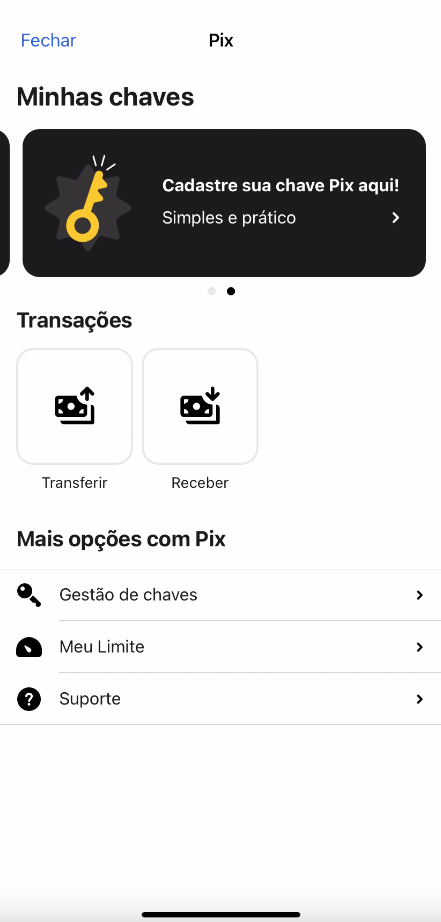 Fechar
Pix
Minhas chaves
Cadastre sua chave Pix aqui!
Simples e prático
Transações
Transferir
Receber
Mais opções com Pix
Gestão de chaves
Meu Limite
Suporte